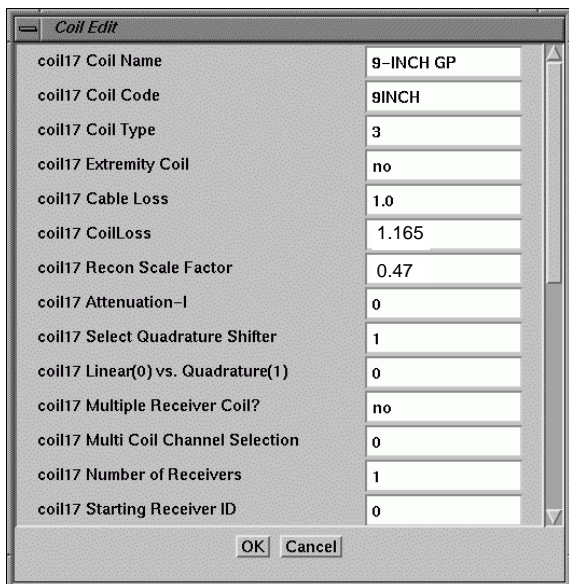 Coil Edit
coil17 Coil Name 9-INCH GP
coil17 Coil Code 9INCH
coil17 Coil Type 3
coil17 Extremity Coil no
coil17 Cable Loss 1.0
coil17 CoilLoss 1.165
coil17 Recon Scale Factor 0.47
coil17 Attenuation-I 0
coil17 Select Quadrature Shifter 1
coil17 Linear(0) vs. Quadrature(1) 0
coil17 Multiple Receiver Coil? no
coil17 Multi Coil Channel Selection 0
coil17 Number of Receivers 1
coil17 Starting Receiver ID 0
OK Cancel